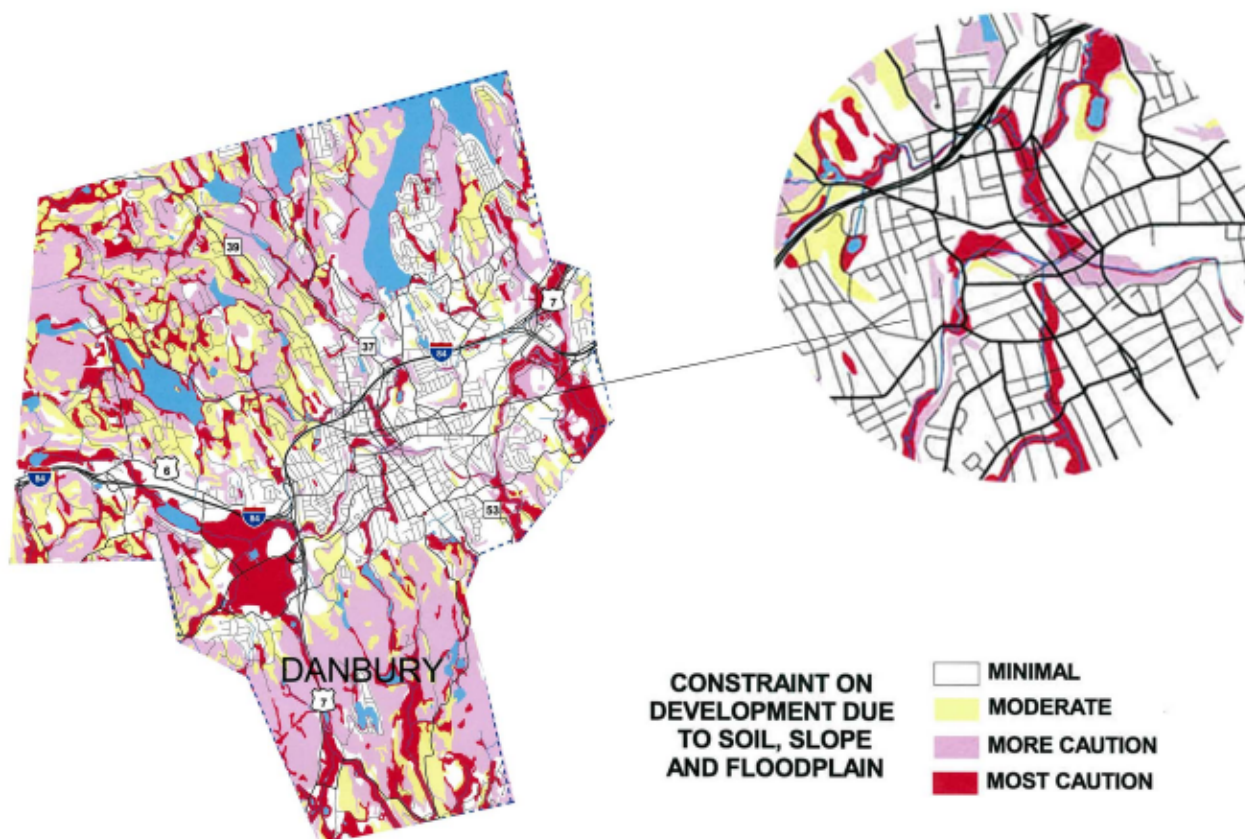 39
7
37
84
6
84
84
53
DANBURY
7
CONSTRAINT ON
DEVELOPMENT DUE
TO SOIL, SLOPE
AND FLOODPLAIN
MINIMAL
MODERATE
MORE CAUTION
MOST CAUTION